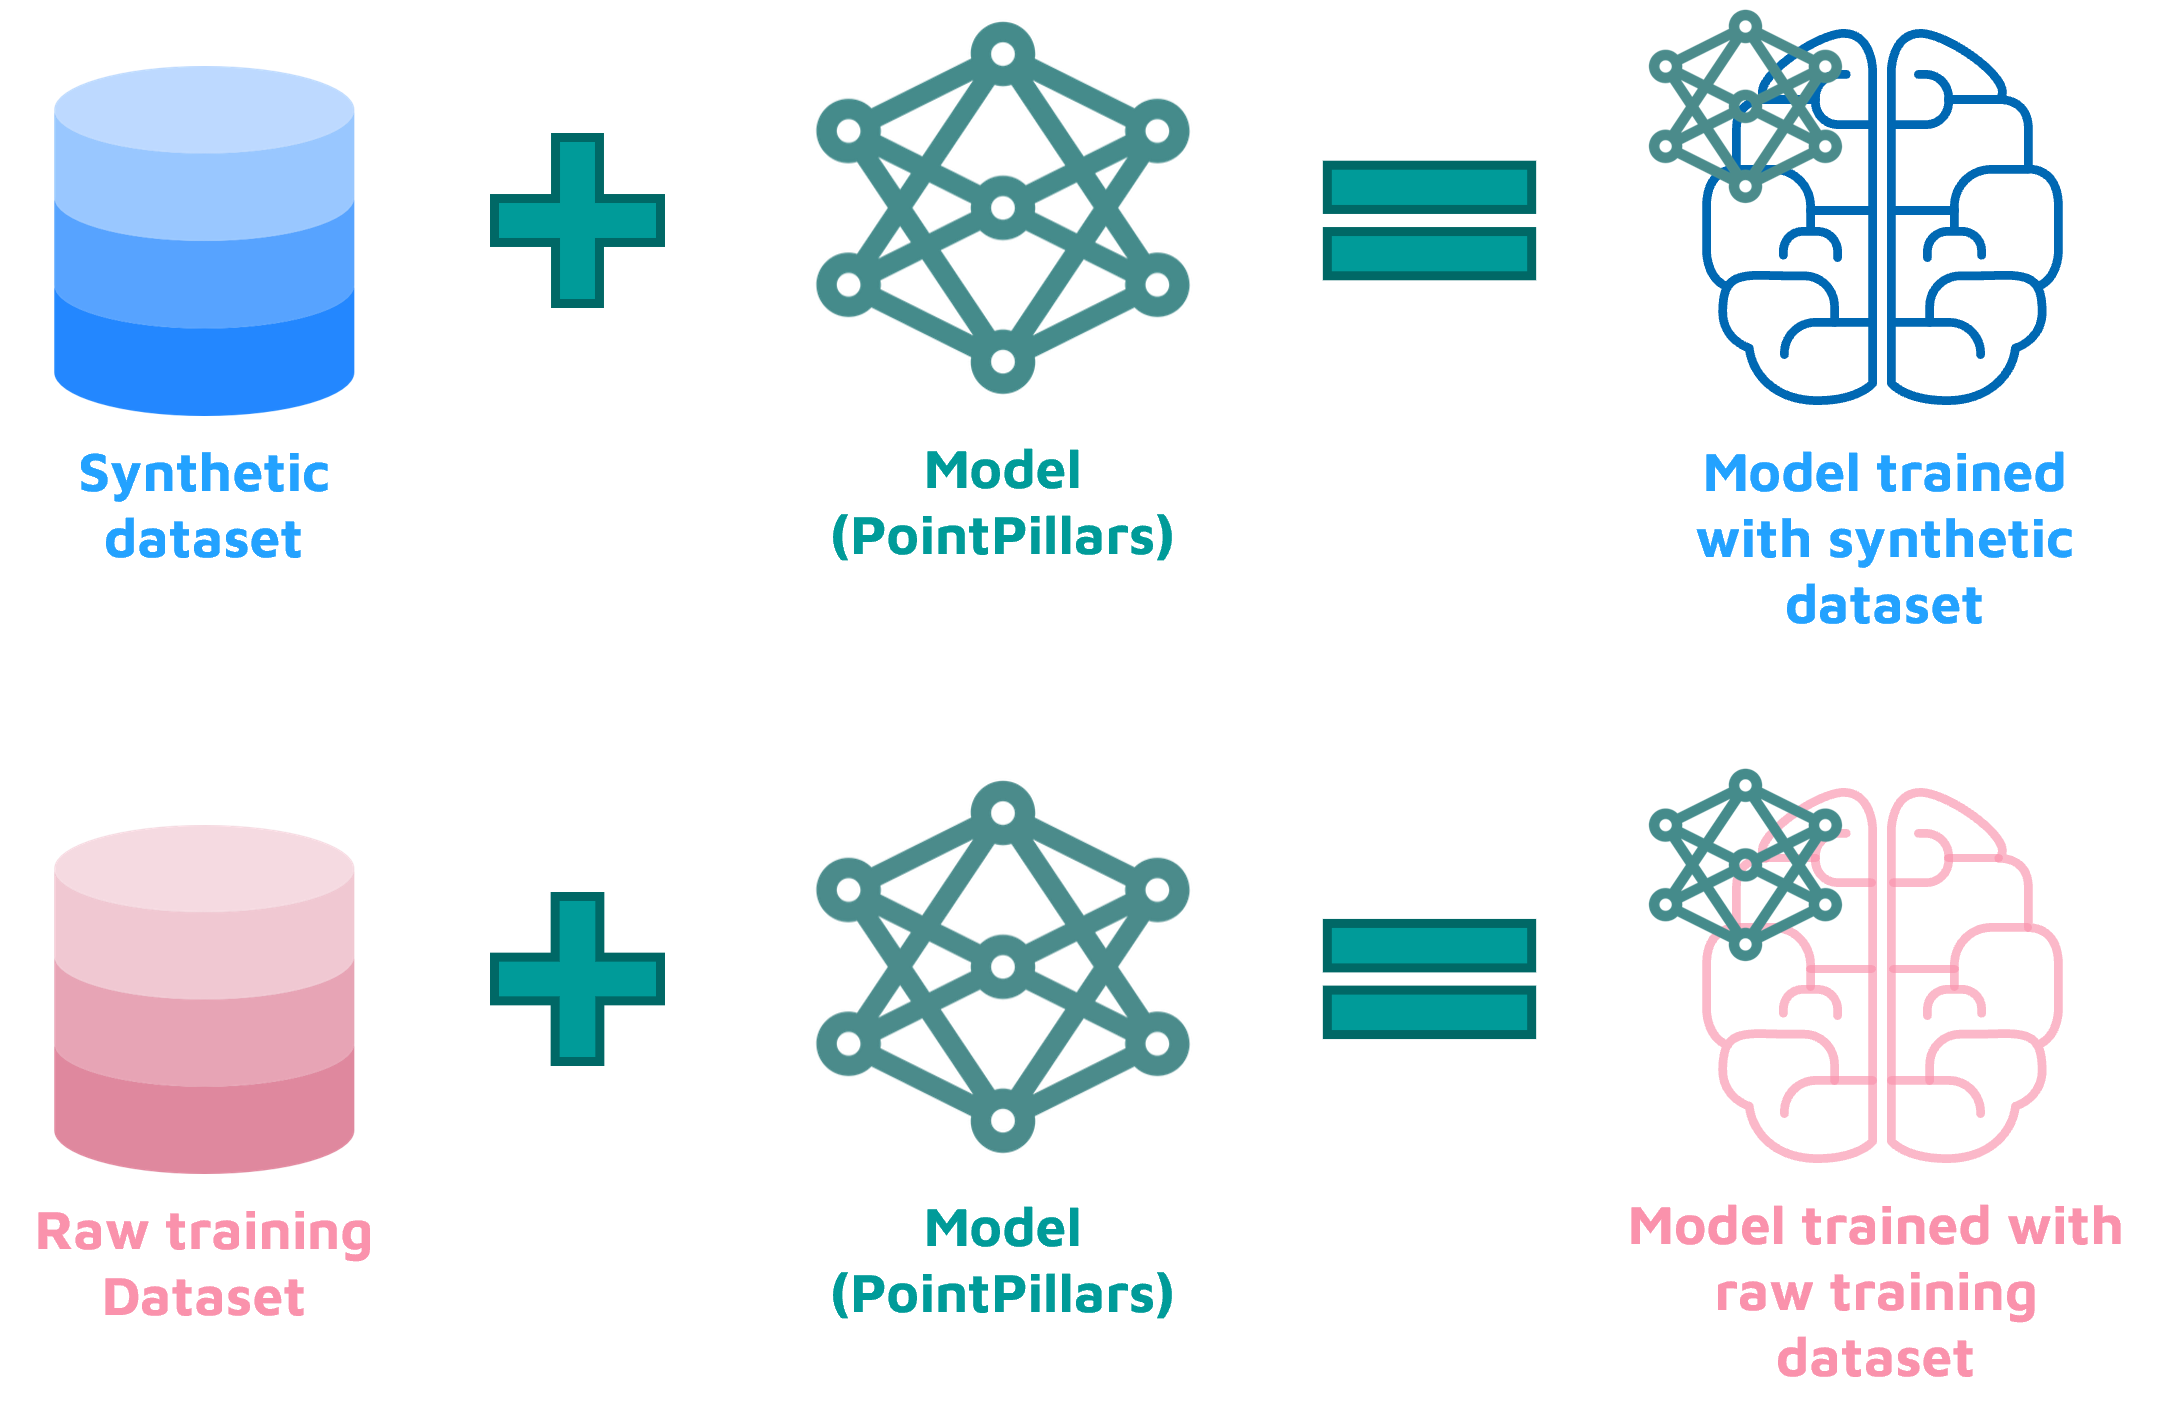 Synthetic
dataset
Model
(PointPillars)
Model trained
with synthetic
dataset
Raw training
Dataset
Model
(PointPillars)
Model trained with
raw training
dataset